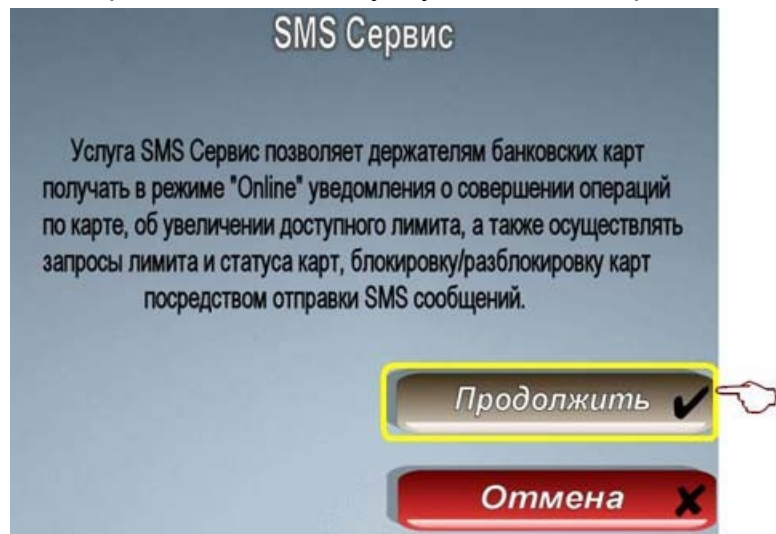 SMS Сервис
Услуга SMS Сервис позволяет держателям банковских карт
получать в режиме "Online" уведомления о совершении операций
по карте, об увеличении доступного лимита, а также осуществлять
запросы лимита и статуса карт, блокировку/разблокировку карт
посредством отправки SMS сообщений.
Продолжить
Отмена